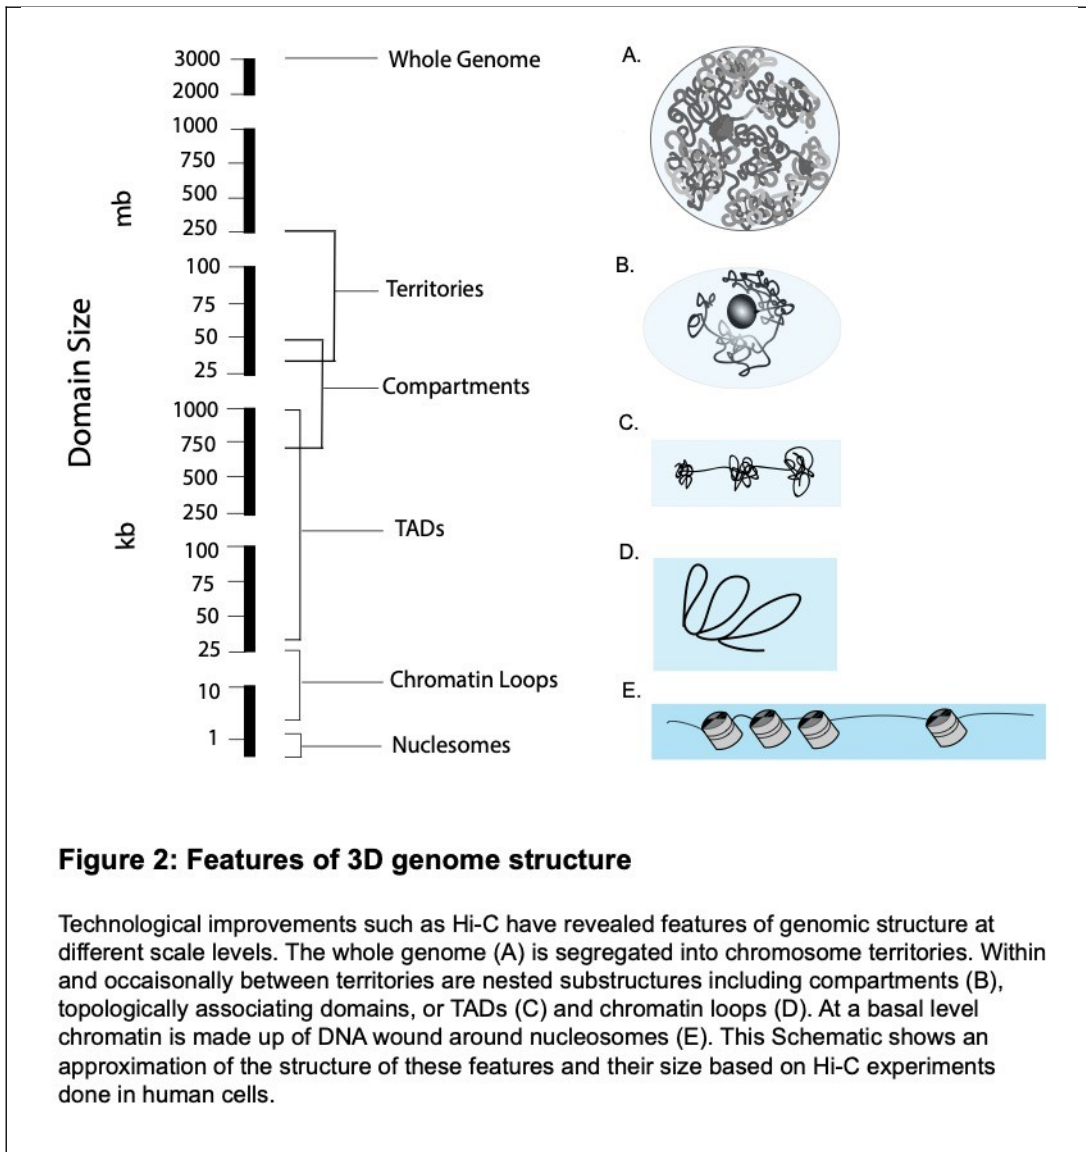 3000
2000
1000
750
500
250
100
75
50
25
1000
750
500
250
100
75
50
25
10
1
mb
kb
Domain Size
Whole Genome
Territories
Compartments
TADs
Chromatin Loops
Nuclesomes
A.
B.
C.
D.
E.
Figure 2: Features of 3D genome structure
Technological improvements such as Hi-C have revealed features of genomic structure at
different scale levels. The whole genome (A) is segregated into chromosome territories. Within
and occaisonally between territories are nested substructures including compartments (B),
topologically associating domains, or TADs (C) and chromatin loops (D). At a basal level
chromatin is made up of DNA wound around nucleosomes (E). This Schematic shows an
approximation of the structure of these features and their size based on Hi-C experiments
done in human cells.